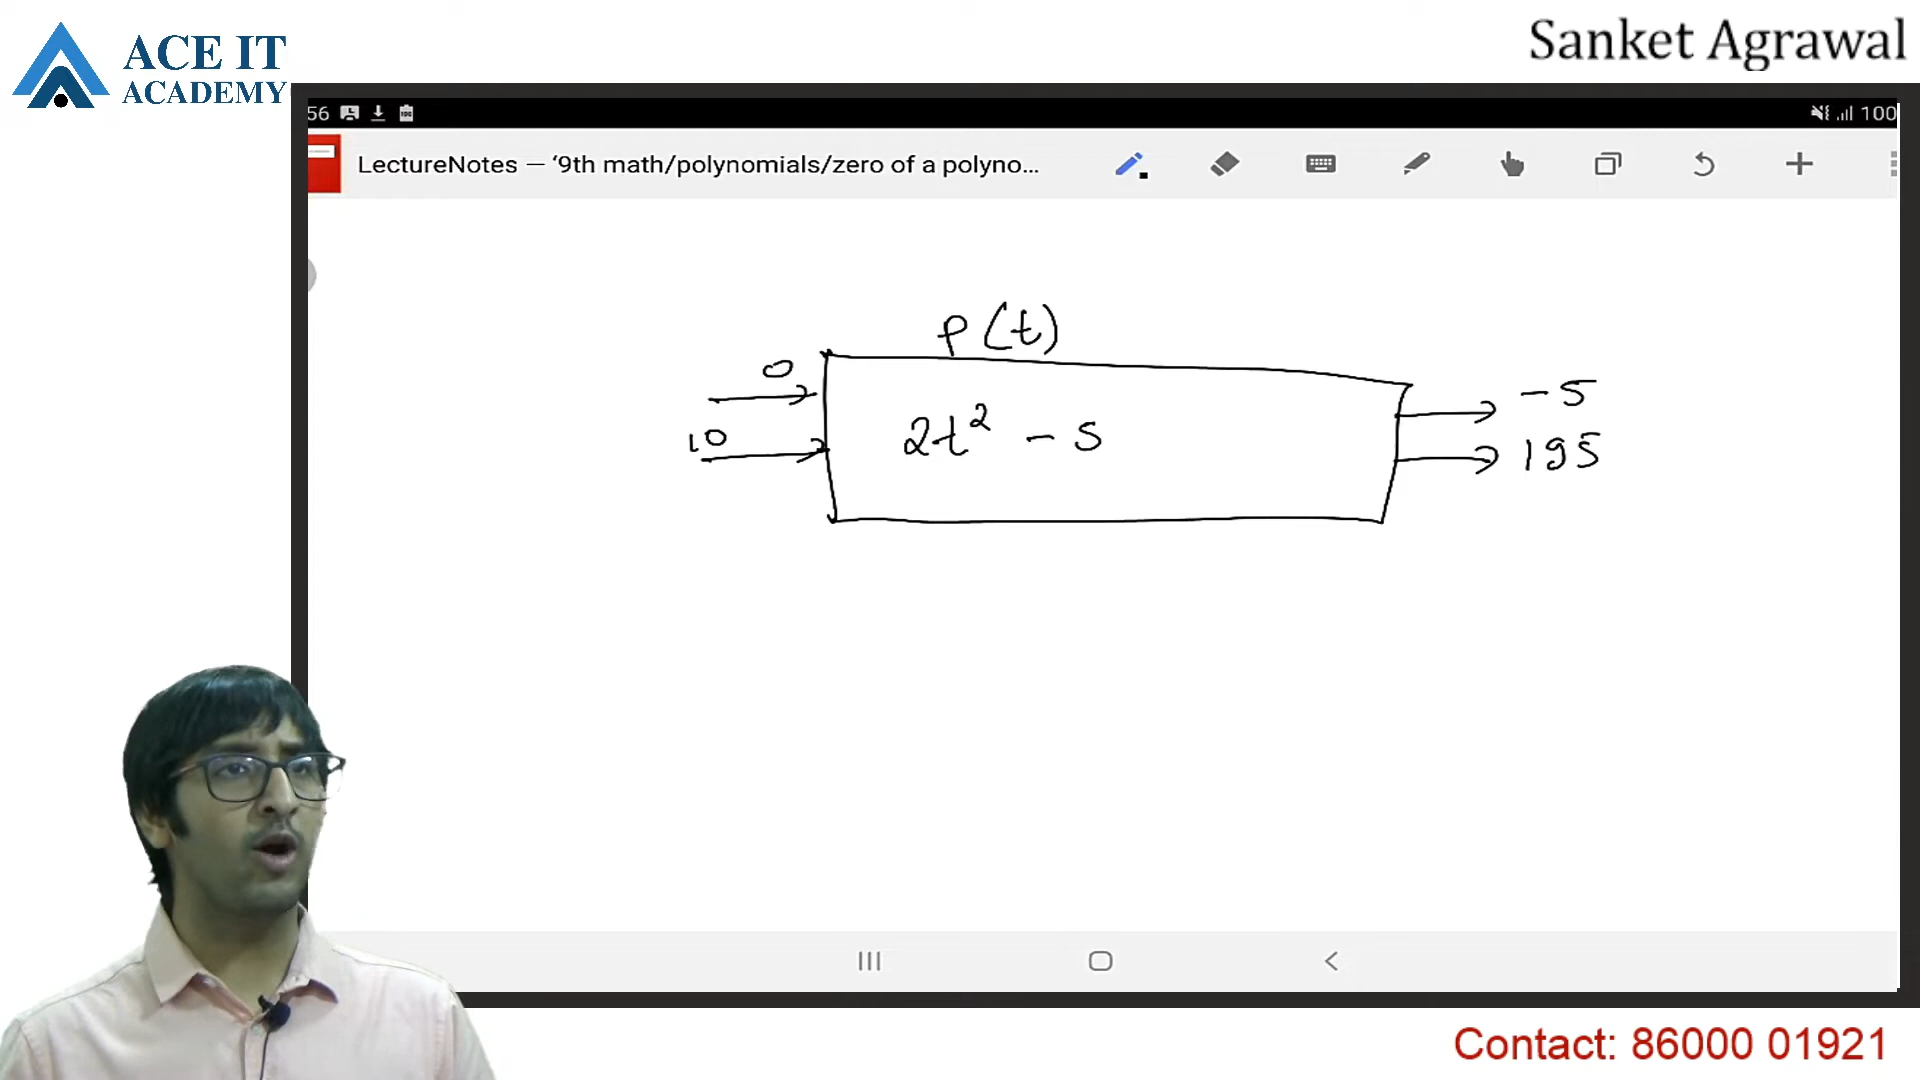 ACE IT
ACADEMY
Sanket Agrawal
56
100
LectureNotes — ‘9th math/polynomials/zero of a polyno...
p(t)
0
10
2t² - 5
-5
195
Contact: 86000 01921